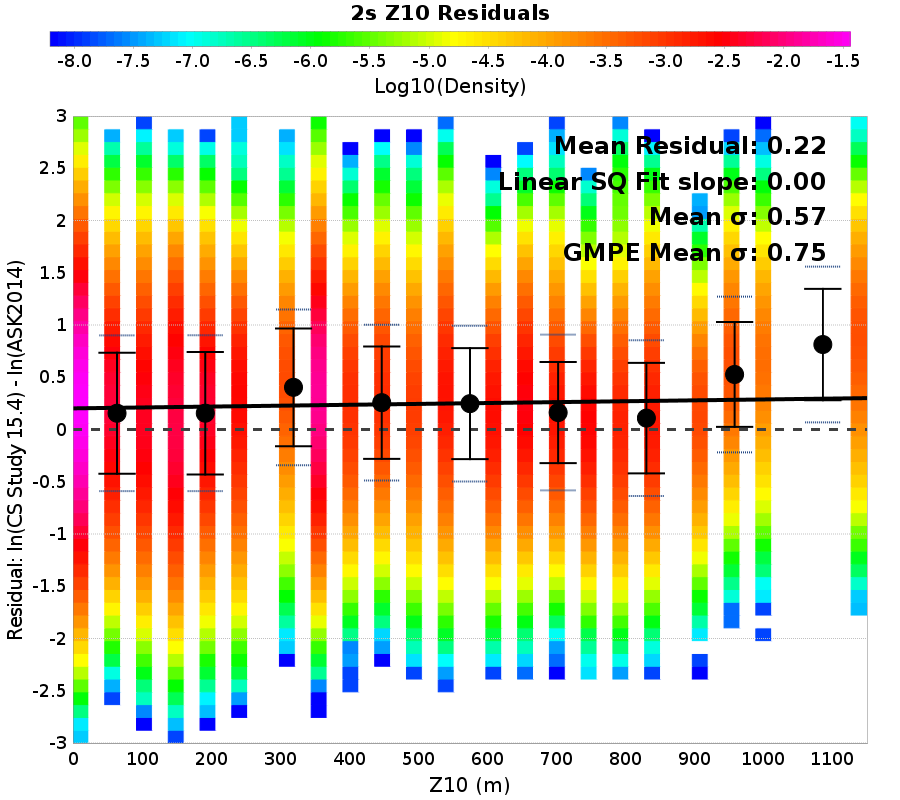 2s Z10 Residuals
-8.0 -7.5 -7.0 -6.5 -6.0 -5.5 -5.0 -4.5 -4.0 -3.5 -3.0 -2.5 -2.0 -1.5
Log10(Density)
Mean Residual: 0.22
Linear SQ Fit slope: 0.00
Mean σ: 0.57
GMPE Mean σ: 0.75
Residual: ln(CS Study 15.4) - ln(ASK2014)
3
2.5
2
1.5
1
0.5
0
-0.5
-1
-1.5
-2
-2.5
-3
0 100 200 300 400 500 600 700 800 900 1000 1100
Z10 (m)